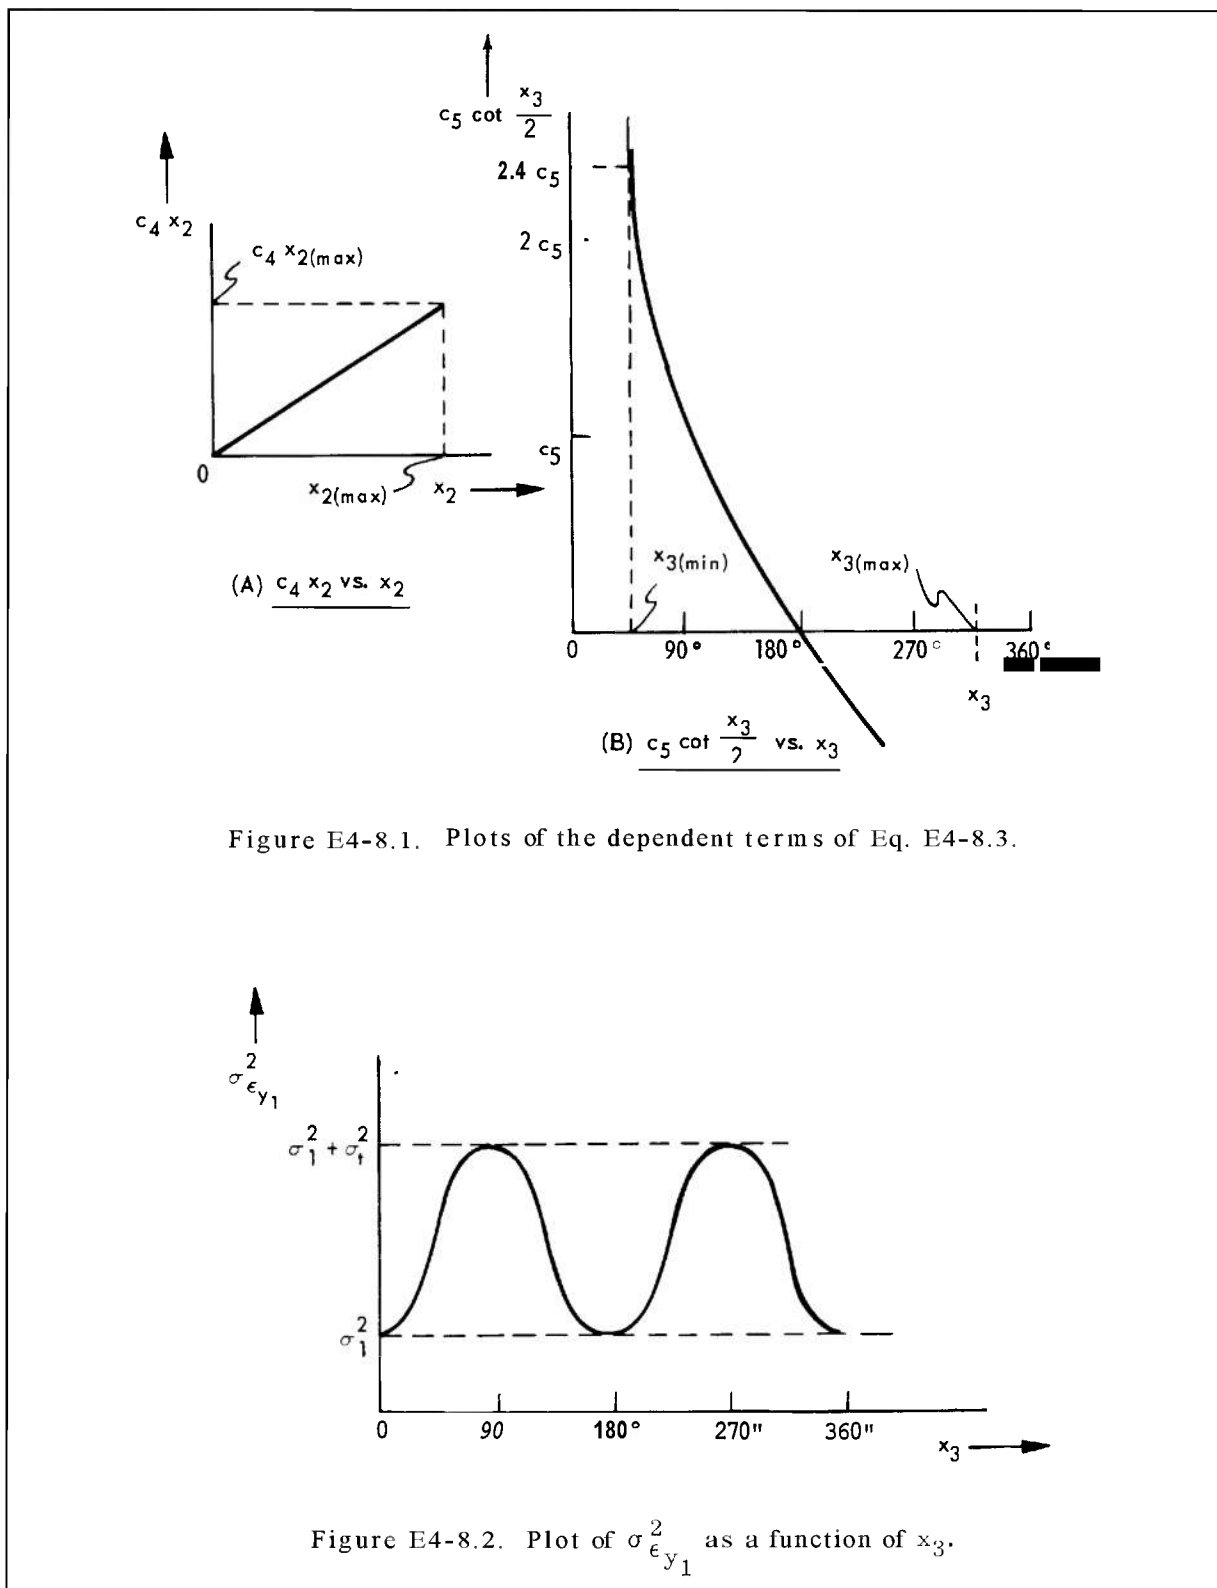 c4 x2
c4 x2(max)
0
x2(max)
x2
(A) c4 x2 vs. x2
c5 cot x3/2
2.4 c5
2 c5
c5
x3(min)
x3(max)
0
90°
180°
270°
360°
x3
(B) c5 cot x3/2 vs. x3
Figure E4-8.1. Plots of the dependent terms of Eq. E4-8.3.
σ²εy1
σ1² + σt²
σ1²
0
90
180°
270"
360"
x3
Figure E4-8.2. Plot of σ²εy1 as a function of x3.